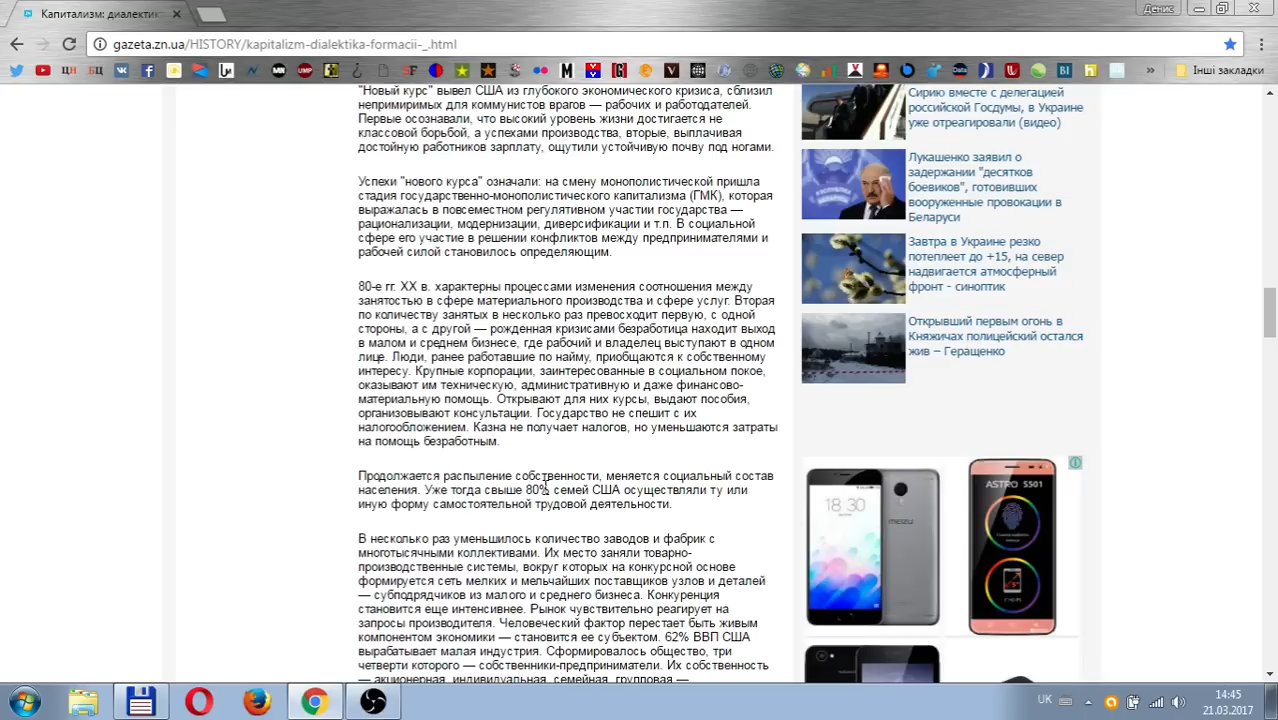 Капитализм: диалектик
Денис
gazeta.zn.ua/HISTORY/kapitalizm-dialektika-formacii-_.html
Інші закладки
"Новый курс" вывел США из глубокого экономического кризиса, сблизил
непримиримых для коммунистов врагов — рабочих и работодателей.
Первые осознавали, что высокий уровень жизни достигается не
классовой борьбой, а успехами производства, вторые, выплачивая
достойную работников зарплату, ощутили устойчивую почву под ногами.
Успехи "нового курса" означали: на смену монополистической пришла
стадия государственно-монополистического капитализма (ГМК), которая
выражалась в повсеместном регулятивном участии государства —
рационализации, модернизации, диверсификации и т.п. В социальной
сфере его участие в решении конфликтов между предпринимателями и
рабочей силой становилось определяющим.
80-е гг. XX в. характерны процессами изменения соотношения между
занятостью в сфере материального производства и сфере услуг. Вторая
по количеству занятых в несколько раз превосходит первую, с одной
стороны, а с другой — рожденная кризисами безработица находит выход
в малом и среднем бизнесе, где рабочий и владелец выступают в одном
лице. Люди, ранее работавшие по найму, приобщаются к собственному
интересу. Крупные корпорации, заинтересованные в социальном покое,
оказывают им техническую, административную и даже финансово-
материальную помощь. Открывают для них курсы, выдают пособия,
организовывают консультации. Государство не спешит с их
налогообложением. Казна не получает налогов, но уменьшаются затраты
на помощь безработным.
Продолжается распыление собственности, меняется социальный состав
населения. Уже тогда свыше 80% семей США осуществляли ту или
иную форму самостоятельной трудовой деятельности.
В несколько раз уменьшилось количество заводов и фабрик с
многотысячными коллективами. Их место заняли товарно-
производственные системы, вокруг которых на конкурсной основе
формируется сеть мелких и мельчайших поставщиков узлов и деталей
— субподрядчиков из малого и среднего бизнеса. Конкуренция
становится еще интенсивнее. Рынок чувствительно реагирует на
запросы производителя. Человеческий фактор перестает быть живым
компонентом экономики — становится ее субъектом. 62% ВВП США
вырабатывает малая индустрия. Сформировалось общество, три
четверти которого — собственники-предприниматели. Их собственность
— акционерная, индивидуальная, семейная, групповая —
Сирию вместе с делегацией
российской Госдумы, в Украине
уже отреагировали (видео)
Лукашенко заявил о
задержании "десятков
боевиков", готовивших
вооруженные провокации в
Беларуси
Завтра в Украине резко
потеплеет до +15, на север
надвигается атмосферный
фронт - синоптик
Открывший первым огонь в
Княжичах полицейский остался
жив – Геращенко
18 30
MEIZU
ASTRO S501
UK
14:45
21.03.2017